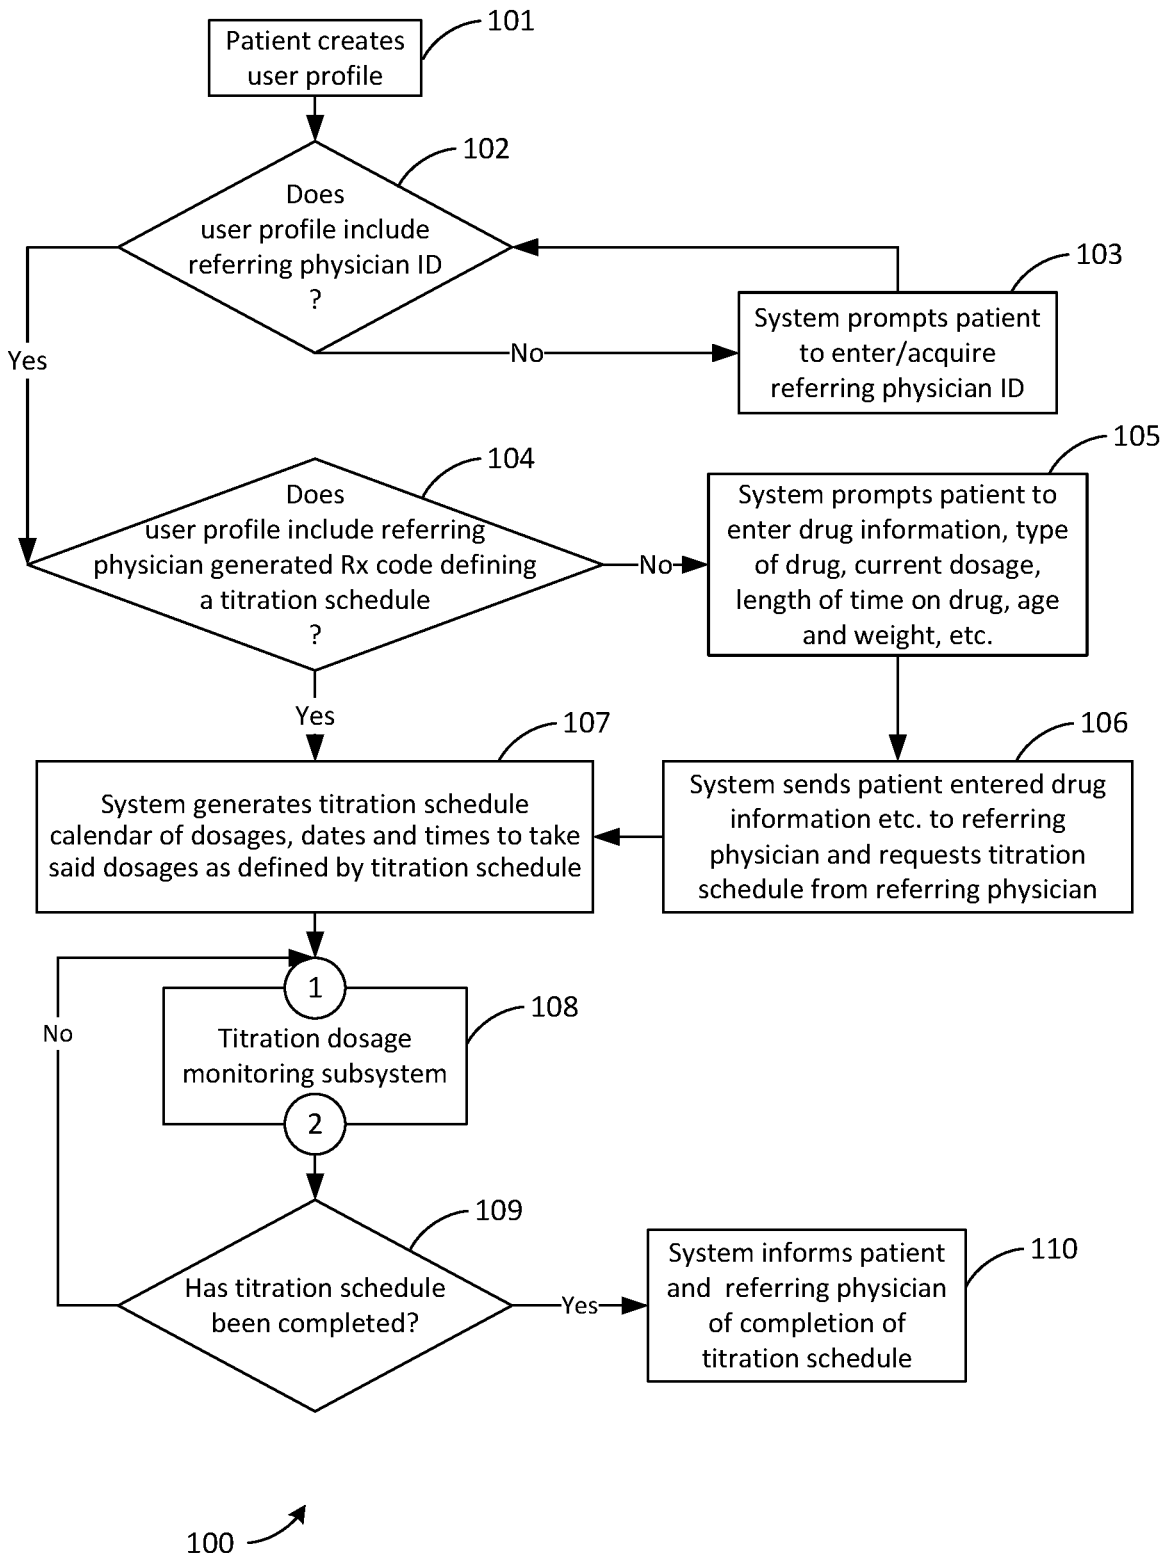 101
Patient creates
user profile
102
Does
user profile include
referring physician ID
?
103
System prompts patient
to enter/acquire
referring physician ID
No
Yes
104
Does
user profile include referring
physician generated Rx code defining
a titration schedule
?
No
105
System prompts patient to
enter drug information, type
of drug, current dosage,
length of time on drug, age
and weight, etc.
Yes
107
System generates titration schedule
calendar of dosages, dates and times to take
said dosages as defined by titration schedule
106
System sends patient entered drug
information etc. to referring
physician and requests titration
schedule from referring physician
1
108
Titration dosage
monitoring subsystem
2
No
109
Has titration schedule
been completed?
Yes
110
System informs patient
and referring physician
of completion of
titration schedule
100